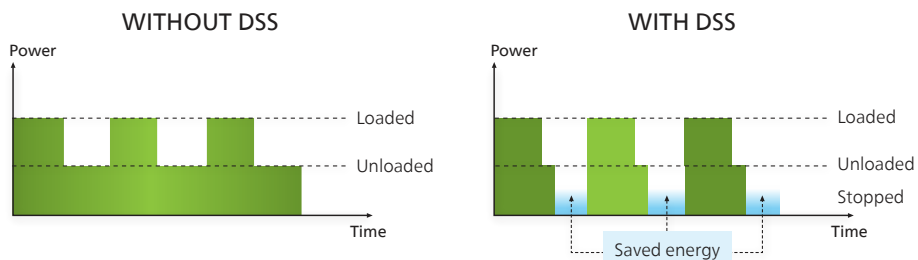 WITHOUT DSS
Power
Loaded
Unloaded
Time
WITH DSS
Power
Loaded
Unloaded
Stopped
Time
Saved energy